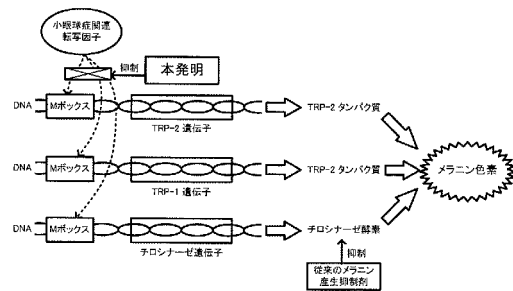 小眼球症関連
転写因子
抑制
本発明
DNA
Mボックス
TRP-2 遺伝子
TRP-2 タンパク質
DNA
Mボックス
TRP-1 遺伝子
TRP-2 タンパク質
メラニン色素
DNA
Mボックス
チロシナーゼ遺伝子
チロシナーゼ酵素
抑制
従来のメラニン
産生抑制剤